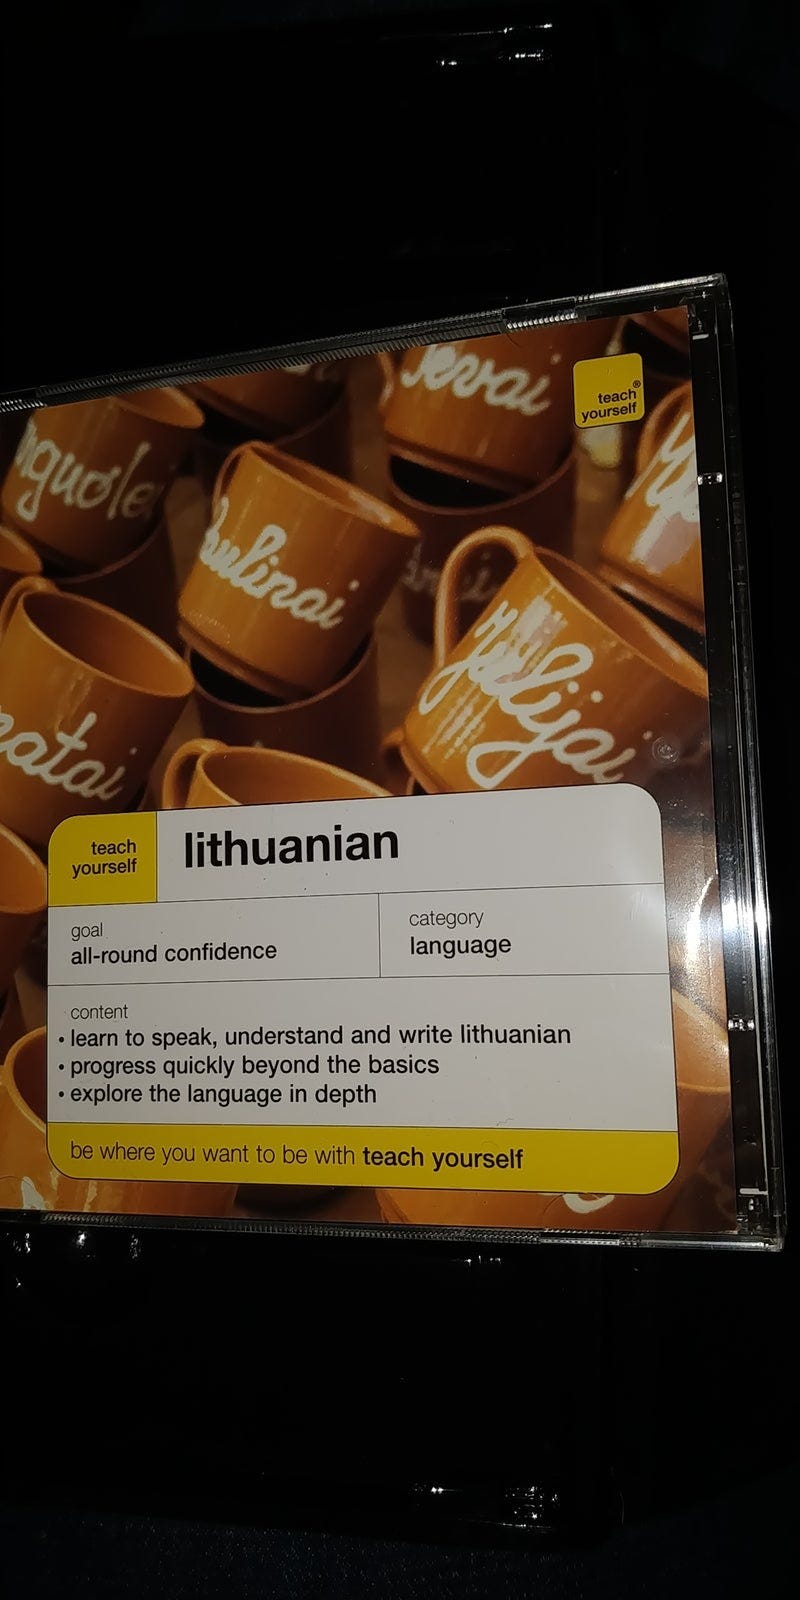 teach
yourself
Julijai
teach
yourself
lithuanian
goal
all-round confidence
category
language
content
• learn to speak, understand and write lithuanian
• progress quickly beyond the basics
• explore the language in depth
be where you want to be with teach yourself